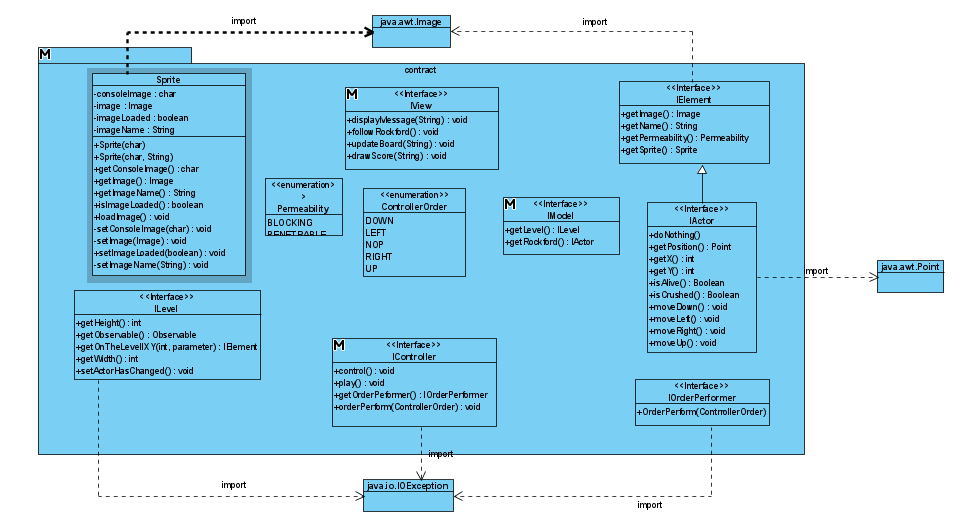 import
java.awt.Image
import
M
contract
Sprite
-consoleImage : char
-image : Image
-imageLoaded : boolean
-imageName : String
+Sprite(char)
+Sprite(char, String)
+getConsoleImage() : char
+getImage() : Image
+getImageName() : String
+isImageLoaded() : boolean
+loadImage() : void
-setConsoleImage(char) : void
-setImage(Image) : void
+setImageLoaded(boolean) : void
-setImageName(String) : void
M
<<Interface>>
IView
+displayMessage(String) : void
+followRockford() : void
+updateBoard(String) : void
+drawScore(String) : void
<<Interface>>
IElement
+getImage() : Image
+getName() : String
+getPermeability() : Permeability
+getSprite() : Sprite
<<enumeration>
>
Permeability
BLOCKING
PENETRABLE
<<enumeration>>
ControllerOrder
DOWN
LEFT
NOP
RIGHT
UP
M
<<Interface>>
IModel
+getLevel() : ILevel
+getRockford() : IActor
<<Interface>>
IActor
+doNothing()
+getPosition() : Point
+getX() : int
+getY() : int
+isAlive() : Boolean
+isCrushed() : Boolean
+moveDown() : void
+moveLeft() : void
+moveRight() : void
+moveUp() : void
import
java.awt.Point
<<Interface>>
ILevel
+getHeight() : int
+getObservable() : Observable
+getOnTheLevelIXY(int, parameter) : IElement
+getWidth() : int
+setActorHasChanged() : void
M
<<Interface>>
IController
+control() : void
+play() : void
+getOrderPeformer() : IOrderPerformer
+orderPerform(ControllerOrder) : void
<<Interface>>
IOrderPerformer
+OrderPerform(ContrrollerOrder)
import
import
java.io.IOException
import